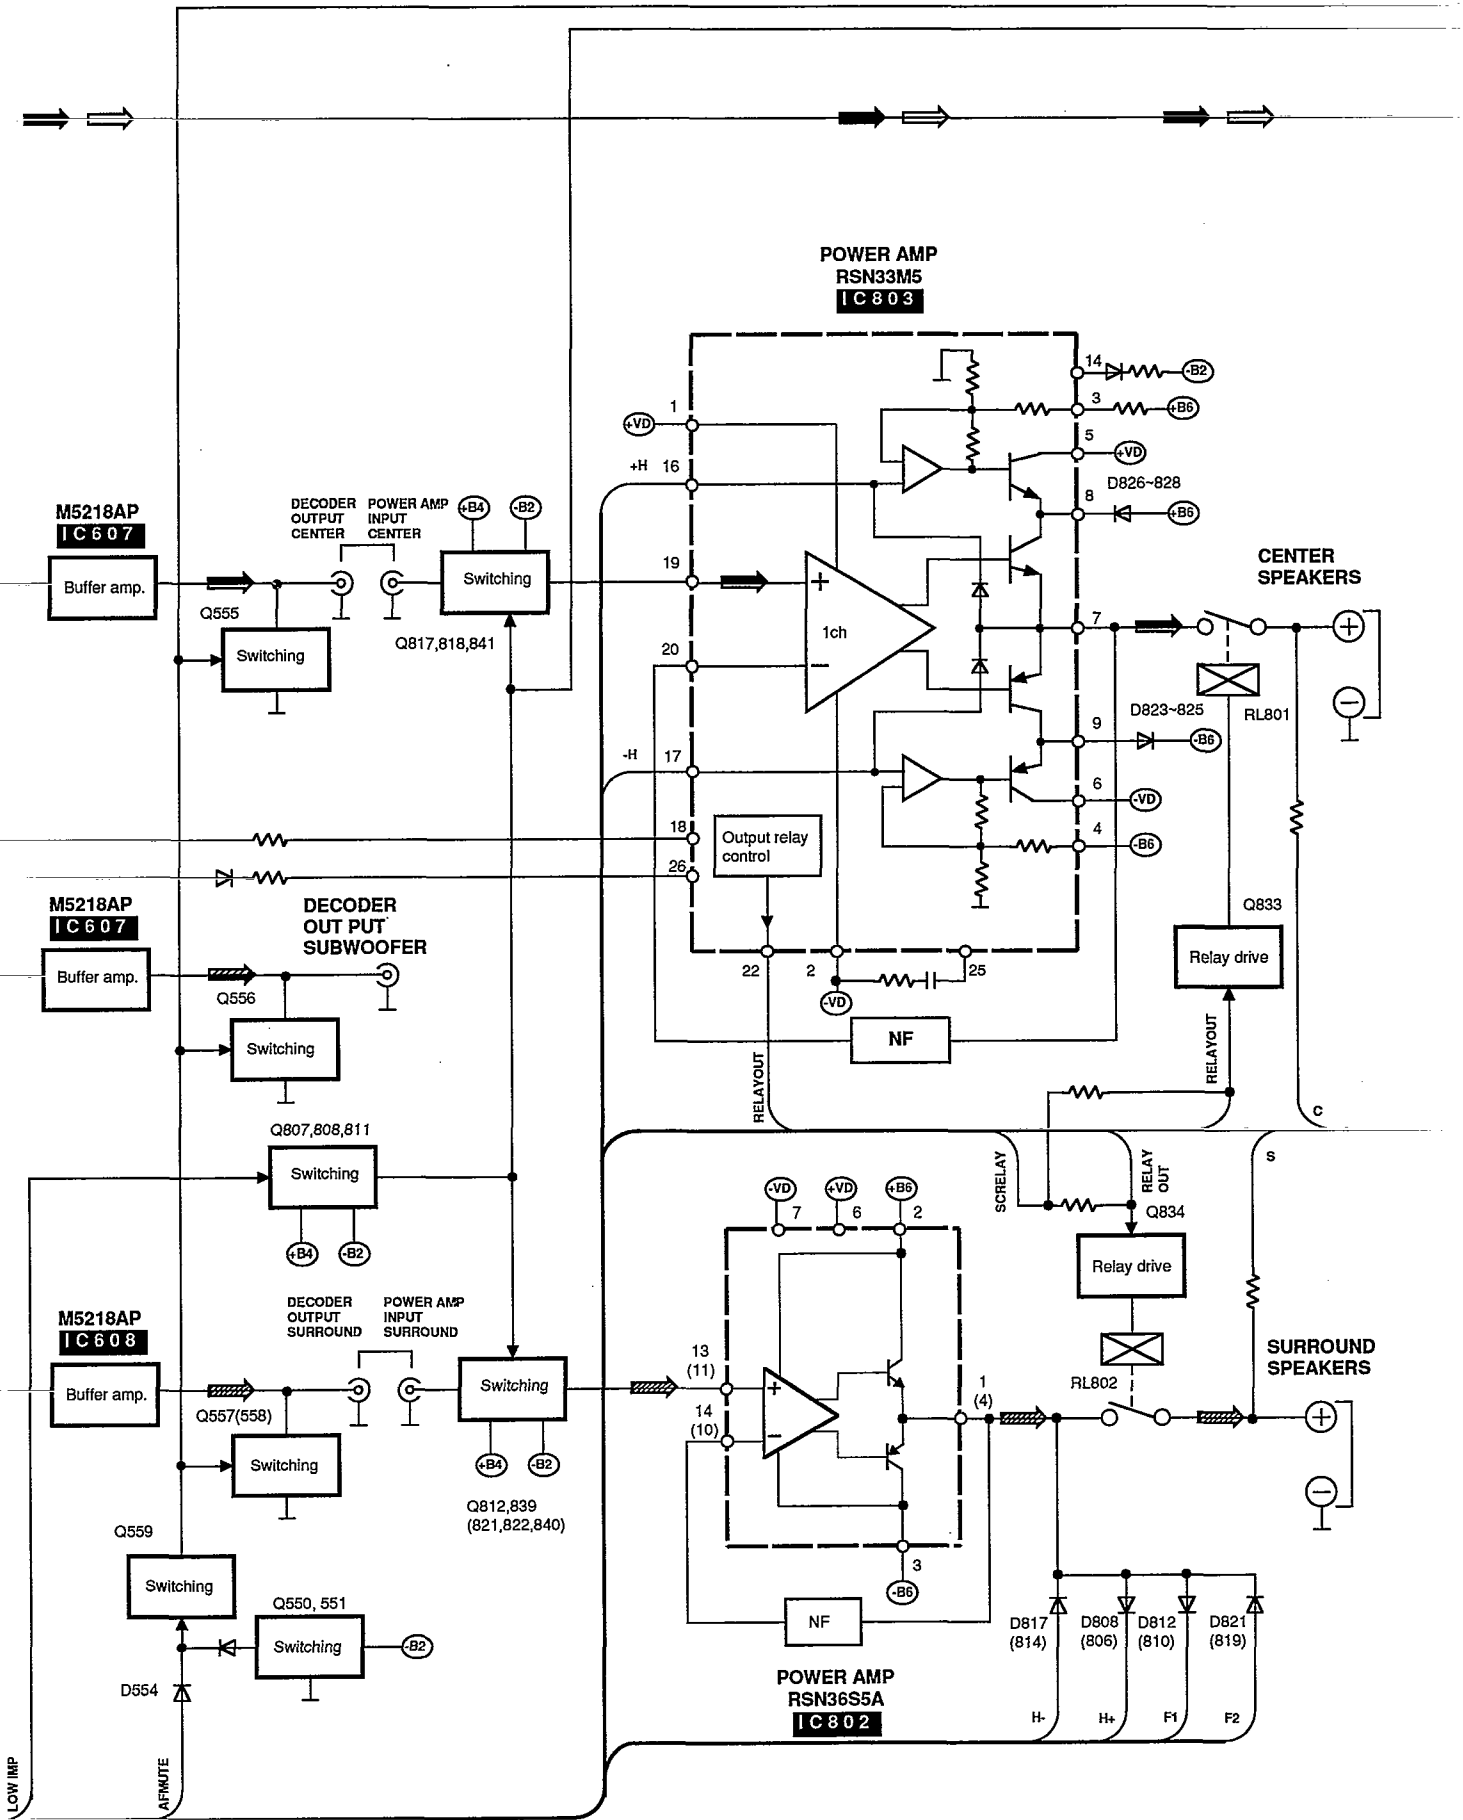 POWER AMP
RSN33M5
IC803
14
-B2
3
+B6
1
+VD
5
+VD
+H
16
D826~828
8
+B6
M5218AP
IC607
DECODER
OUTPUT
CENTER
POWER AMP
INPUT
CENTER
+B4
-B2
Buffer amp.
Switching
19
+
CENTER
SPEAKERS
Q555
Q817,818,841
1ch
7
+
Switching
20
−
D823~825
RL801
−
9
-B6
-H
17
6
-VD
18
Output relay
control
4
-B6
26
M5218AP
IC607
DECODER
OUT PUT
SUBWOOFER
Q833
Buffer amp.
Relay drive
Q556
22
2
25
-VD
Switching
NF
RELAYOUT
RELAYOUT
C
Q807,808,811
Switching
S
SCRELAY
RELAY
OUT
-VD
+VD
+B6
7
6
2
Q834
+B4
-B2
Relay drive
DECODER
OUTPUT
SURROUND
POWER AMP
INPUT
SURROUND
M5218AP
IC608
SURROUND
SPEAKERS
Buffer amp.
Switching
13
(11)
+
1
(4)
RL802
Q557(558)
14
(10)
−
+
Switching
+B4
-B2
−
Q812,839
(821,822,840)
Q559
3
-B6
Switching
Q550, 551
Switching
-B2
NF
D817
(814)
D808
(806)
D812
(810)
D821
(819)
D554
POWER AMP
RSN36S5A
IC802
H-
H+
F1
F2
LOW IMP
AFMUTE